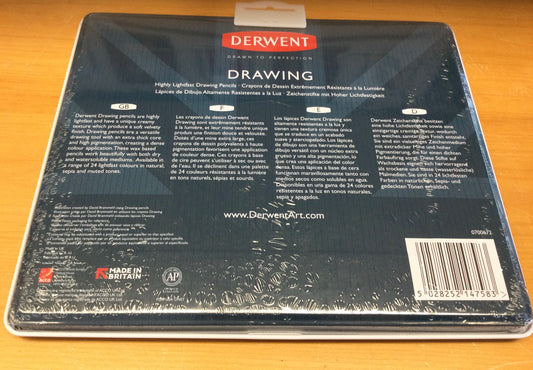 DERWENT
DRAWN TO PERFECTION
DRAWING
Highly Lightfast Drawing Pencils · Crayons de Dessin Extrêmement Résistants à la Lumière
Lápices de Dibujo Altamente Resistentes a la Luz · Zeichenstifte mit Hoher Lichtfestigkeit
GB
Derwent Drawing pencils are highly
lightfast and have a unique creamy
texture which produce a soft velvety
finish. Drawing pencils are a versatile
drawing tool with an extra thick core
and high pigmentation, creating a dense
colour application. These wax based
pencils work beautifully with both dry
and watersoluble mediums. Available in
a range of 24 lightfast colours in natural,
sepia and muted tones.
F
Les crayons de dessin Derwent
Drawing sont extrêmement résistants
à la lumière, et leur mine tendre unique
produit une finition douce et veloutée.
Dotés d'une mine extra épaisse, ces
crayons de dessin polyvalents à haute
pigmentation fournissent une application
de couleur dense. Ces crayons à base
de cire peuvent s'utiliser à sec ou avec
de l'eau. Ils se déclinent en une gamme
de 24 couleurs résistantes à la lumière
en tons naturels, sépias et sourds.
E
Los lápices Derwent Drawing son
altamente resistentes a la luz y
tienen una textura cremosa única
que se traduce en un acabado
suave y aterciopelado. Los lápices
de dibujo son una herramienta de
dibujo versátil con un núcleo extra
grueso y una alta pigmentación, lo
que crea una aplicación del color
densa. Estos lápices a base de cera
funcionan maravillosamente tanto con
medios secos como solubles en agua.
Disponibles en una gama de 24 colores
resistentes a la luz en tonos naturales,
sepia y apagados.
D
Derwent Zeichenstifte besitzen
eine hohe Lichtfestigkeit sowie eine
einzigartige cremige Textur, wodurch
ein weiches, samtartiges Finish entsteht.
Sie sind ein vielseitiges Zeichenmedium
mit extradicker Mine und hoher
Pigmentierung, die für einen dichten
Farbauftrag sorgt. Diese Stifte auf
Wachsbasis eignen sich hervorragend
als trockene und (wasserlösliche)
Malmedien. Sie sind in 24 lichtechten
Farben in natürlichen, Sepia- und
gedeckten Tönen erhältlich.
www.DerwentArt.com
0700672
MADE IN
BRITAIN
ACCO
AP
5 028252 147583 >